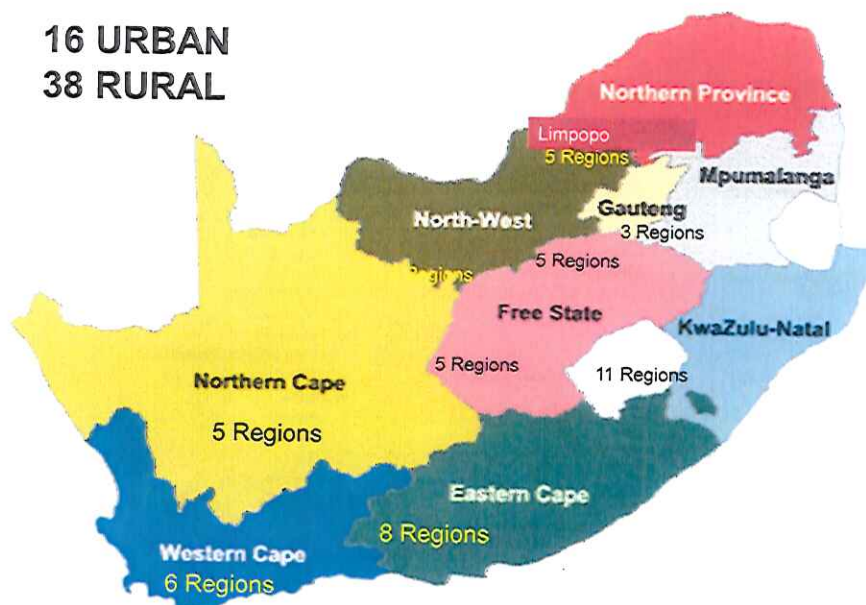 16 URBAN
38 RURAL
Northern Province
Limpopo
5 Regions
Mpumalanga
Gauteng
3 Regions
North-West
Regions
5 Regions
Free State
KwaZulu-Natal
5 Regions
11 Regions
Northern Cape
5 Regions
Eastern Cape
8 Regions
Western Cape
6 Regions